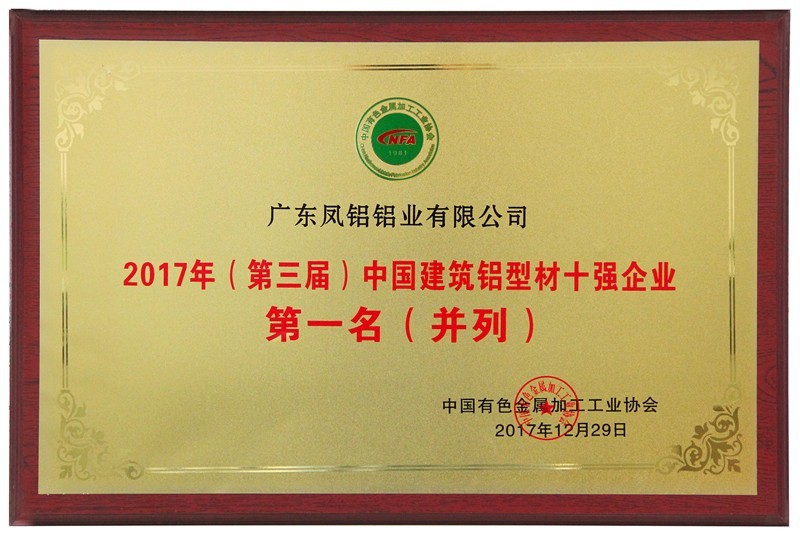 中国有色金属加工工业协会
CNFA
1981
广东凤铝铝业有限公司
2017年（第三届）中国建筑铝型材十强企业
第一名（并列）
中国有色金属加工工业协会
2017年12月29日